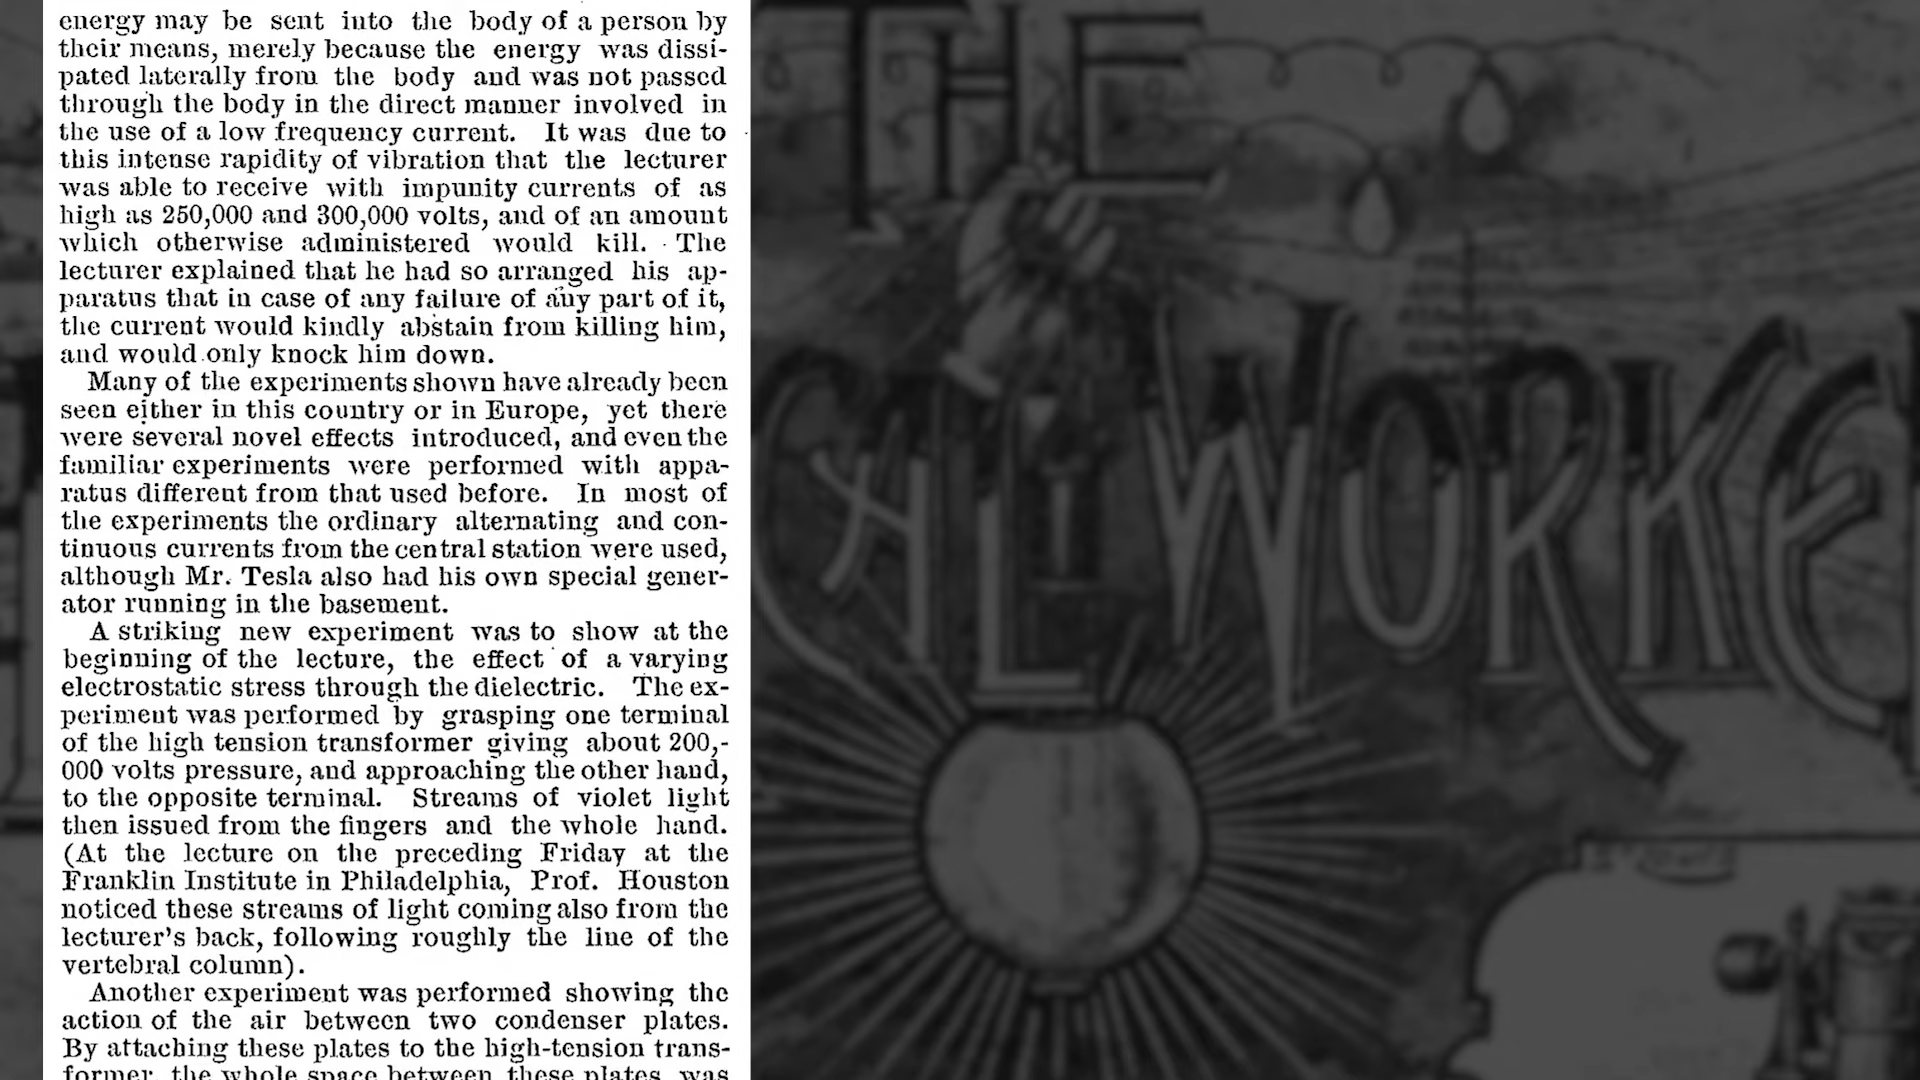 energy may be sent into the body of a person by
their means, merely because the energy was dissi-
pated laterally from the body and was not passed
through the body in the direct manner involved in
the use of a low frequency current. It was due to
this intense rapidity of vibration that the lecturer
was able to receive with impunity currents of as
high as 250,000 and 300,000 volts, and of an amount
which otherwise administered would kill. The
lecturer explained that he had so arranged his ap-
paratus that in case of any failure of any part of it,
the current would kindly abstain from killing him,
and would only knock him down.
Many of the experiments shown have already been
seen either in this country or in Europe, yet there
were several novel effects introduced, and even the
familiar experiments were performed with appa-
ratus different from that used before. In most of
the experiments the ordinary alternating and con-
tinuous currents from the central station were used,
although Mr. Tesla also had his own special gener-
ator running in the basement.
A striking new experiment was to show at the
beginning of the lecture, the effect of a varying
electrostatic stress through the dielectric. The ex-
periment was performed by grasping one terminal
of the high tension transformer giving about 200,-
000 volts pressure, and approaching the other hand,
to the opposite terminal. Streams of violet light
then issued from the fingers and the whole hand.
(At the lecture on the preceding Friday at the
Franklin Institute in Philadelphia, Prof. Houston
noticed these streams of light coming also from the
lecturer's back, following roughly the line of the
vertebral column).
Another experiment was performed showing the
action of the air between two condenser plates.
By attaching these plates to the high-tension trans-
former, the whole space between these plates was
THE
CAL WORKE